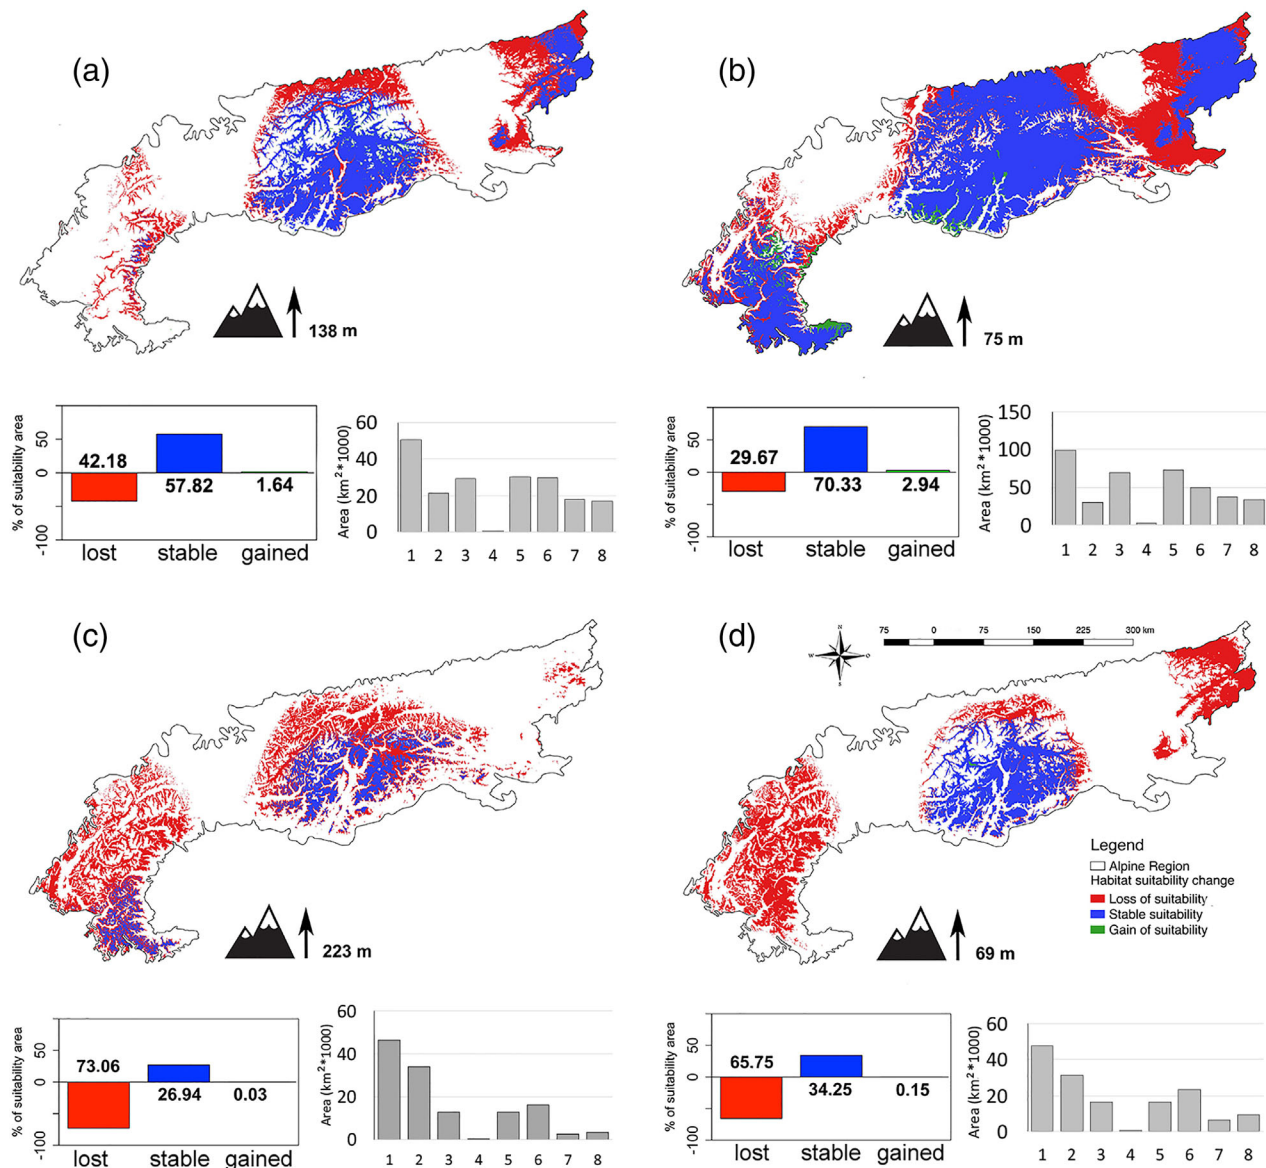 (a)
138 m
% of suitability area
50
0
-100
42.18
57.82
1.64
lost stable gained
Area (km²*1000)
60
40
20
0
1 2 3 4 5 6 7 8
(b)
75 m
% of suitability area
50
0
-100
29.67
70.33
2.94
lost stable gained
Area (km²*1000)
150
100
50
0
1 2 3 4 5 6 7 8
(c)
223 m
% of suitability area
50
0
-100
73.06
26.94
0.03
lost stable gained
Area (km²*1000)
60
40
20
0
1 2 3 4 5 6 7 8
(d)
N
W O
S
75 0 75 150 225 300 km
Legend
Alpine Region
Habitat suitability change
Loss of suitability
Stable suitability
Gain of suitability
69 m
% of suitability area
50
0
-100
65.75
34.25
0.15
lost stable gained
Area (km²*1000)
60
40
20
0
1 2 3 4 5 6 7 8